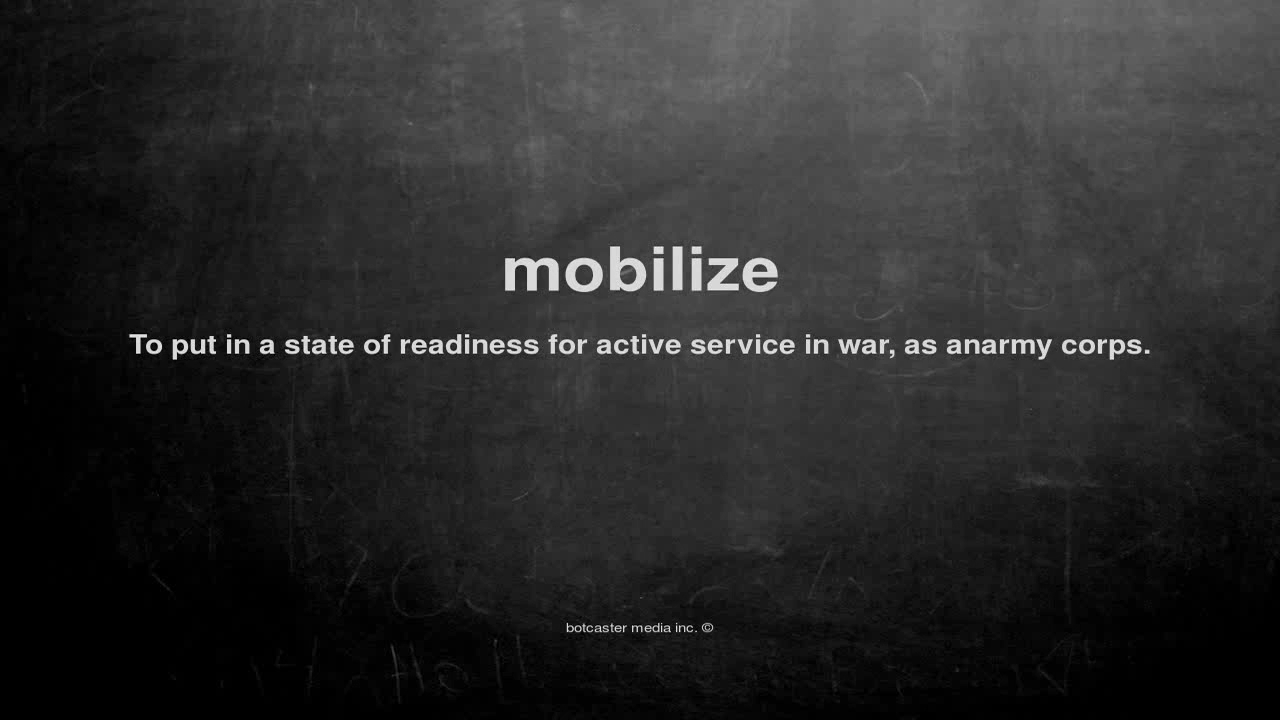 mobilize
To put in a state of readiness for active service in war, as anarmy corps.
botcaster media inc. ©